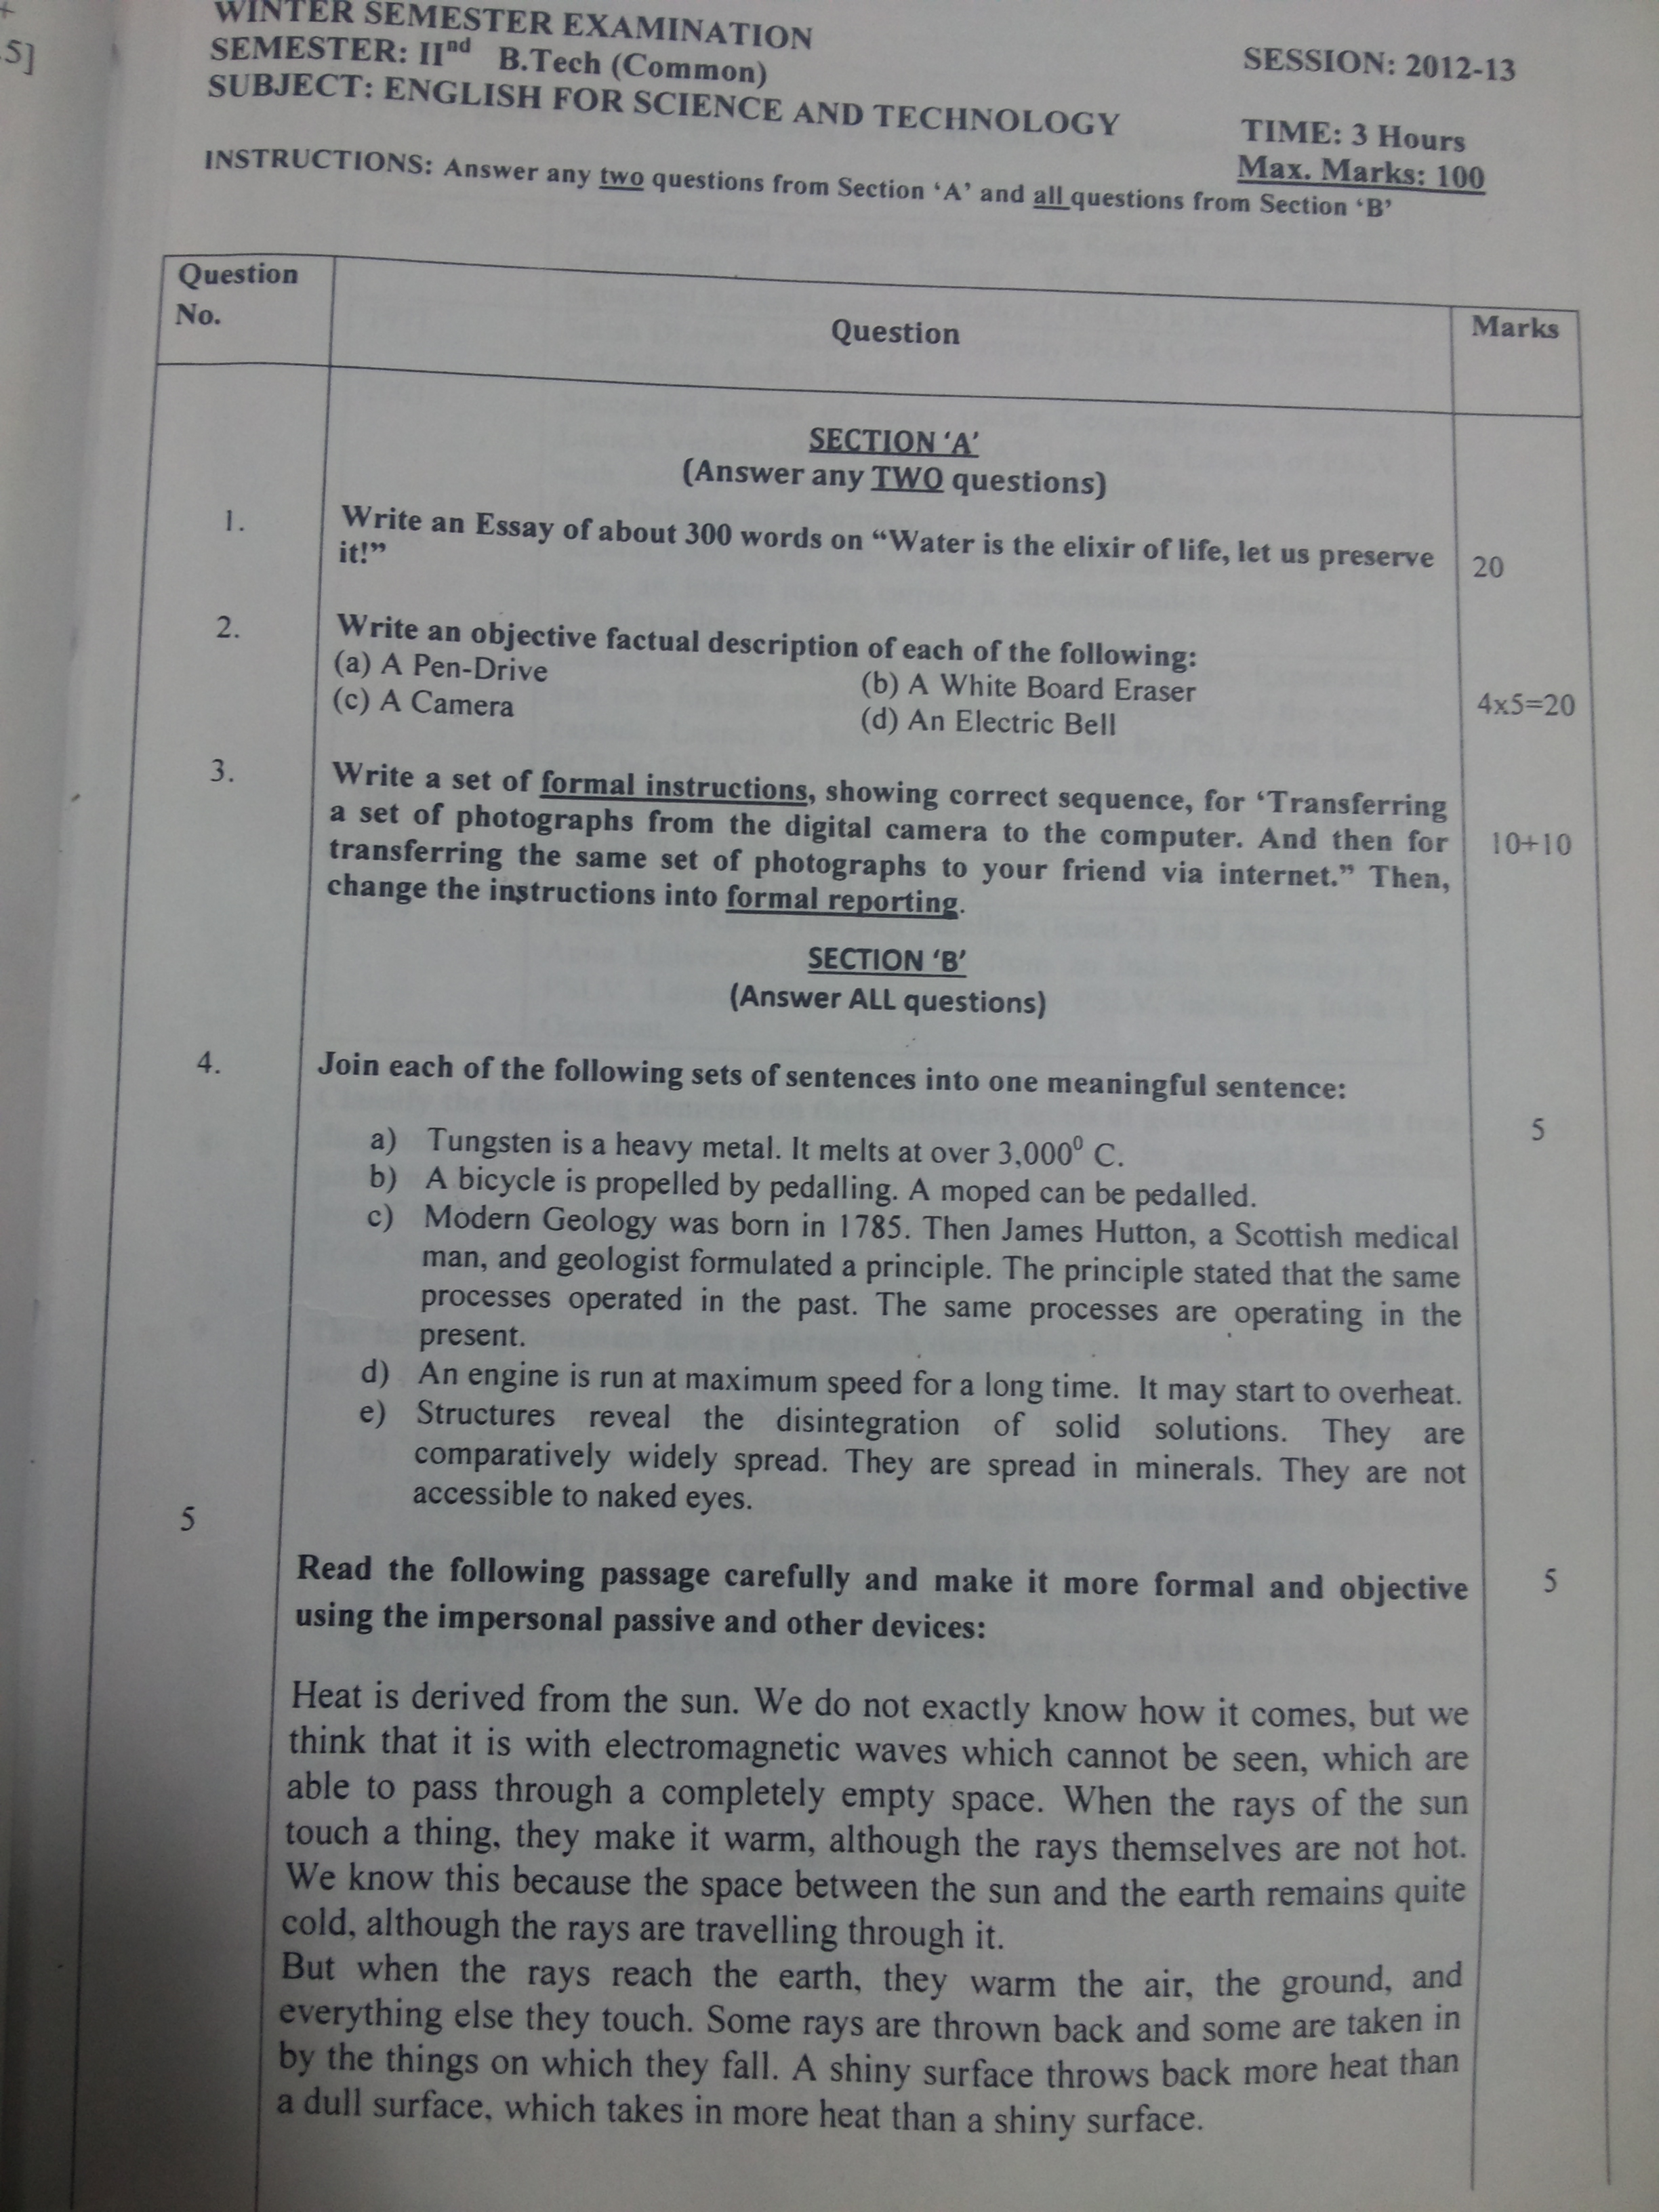 5]
WINTER SEMESTER EXAMINATION
SEMESTER: IInd B.Tech (Common)
SESSION: 2012-13
SUBJECT: ENGLISH FOR SCIENCE AND TECHNOLOGY
TIME: 3 Hours
Max. Marks: 100
INSTRUCTIONS: Answer any two questions from Section ‘A’ and all questions from Section ‘B’
Question No.
Question
Marks
SECTION ‘A’
(Answer any TWO questions)
1. Write an Essay of about 300 words on “Water is the elixir of life, let us preserve
it!”
20
2. Write an objective factual description of each of the following:
(a) A Pen-Drive (b) A White Board Eraser
(c) A Camera (d) An Electric Bell
4x5=20
3. Write a set of formal instructions, showing correct sequence, for ‘Transferring
a set of photographs from the digital camera to the computer. And then for
transferring the same set of photographs to your friend via internet.” Then,
change the instructions into formal reporting.
10+10
SECTION ‘B’
(Answer ALL questions)
4. Join each of the following sets of sentences into one meaningful sentence:
5
a) Tungsten is a heavy metal. It melts at over 3,000⁰ C.
b) A bicycle is propelled by pedalling. A moped can be pedalled.
c) Modern Geology was born in 1785. Then James Hutton, a Scottish medical
man, and geologist formulated a principle. The principle stated that the same
processes operated in the past. The same processes are operating in the
present.
d) An engine is run at maximum speed for a long time. It may start to overheat.
e) Structures reveal the disintegration of solid solutions. They are
comparatively widely spread. They are spread in minerals. They are not
accessible to naked eyes.
5
Read the following passage carefully and make it more formal and objective
using the impersonal passive and other devices:
5
Heat is derived from the sun. We do not exactly know how it comes, but we
think that it is with electromagnetic waves which cannot be seen, which are
able to pass through a completely empty space. When the rays of the sun
touch a thing, they make it warm, although the rays themselves are not hot.
We know this because the space between the sun and the earth remains quite
cold, although the rays are travelling through it.
But when the rays reach the earth, they warm the air, the ground, and
everything else they touch. Some rays are thrown back and some are taken in
by the things on which they fall. A shiny surface throws back more heat than
a dull surface, which takes in more heat than a shiny surface.